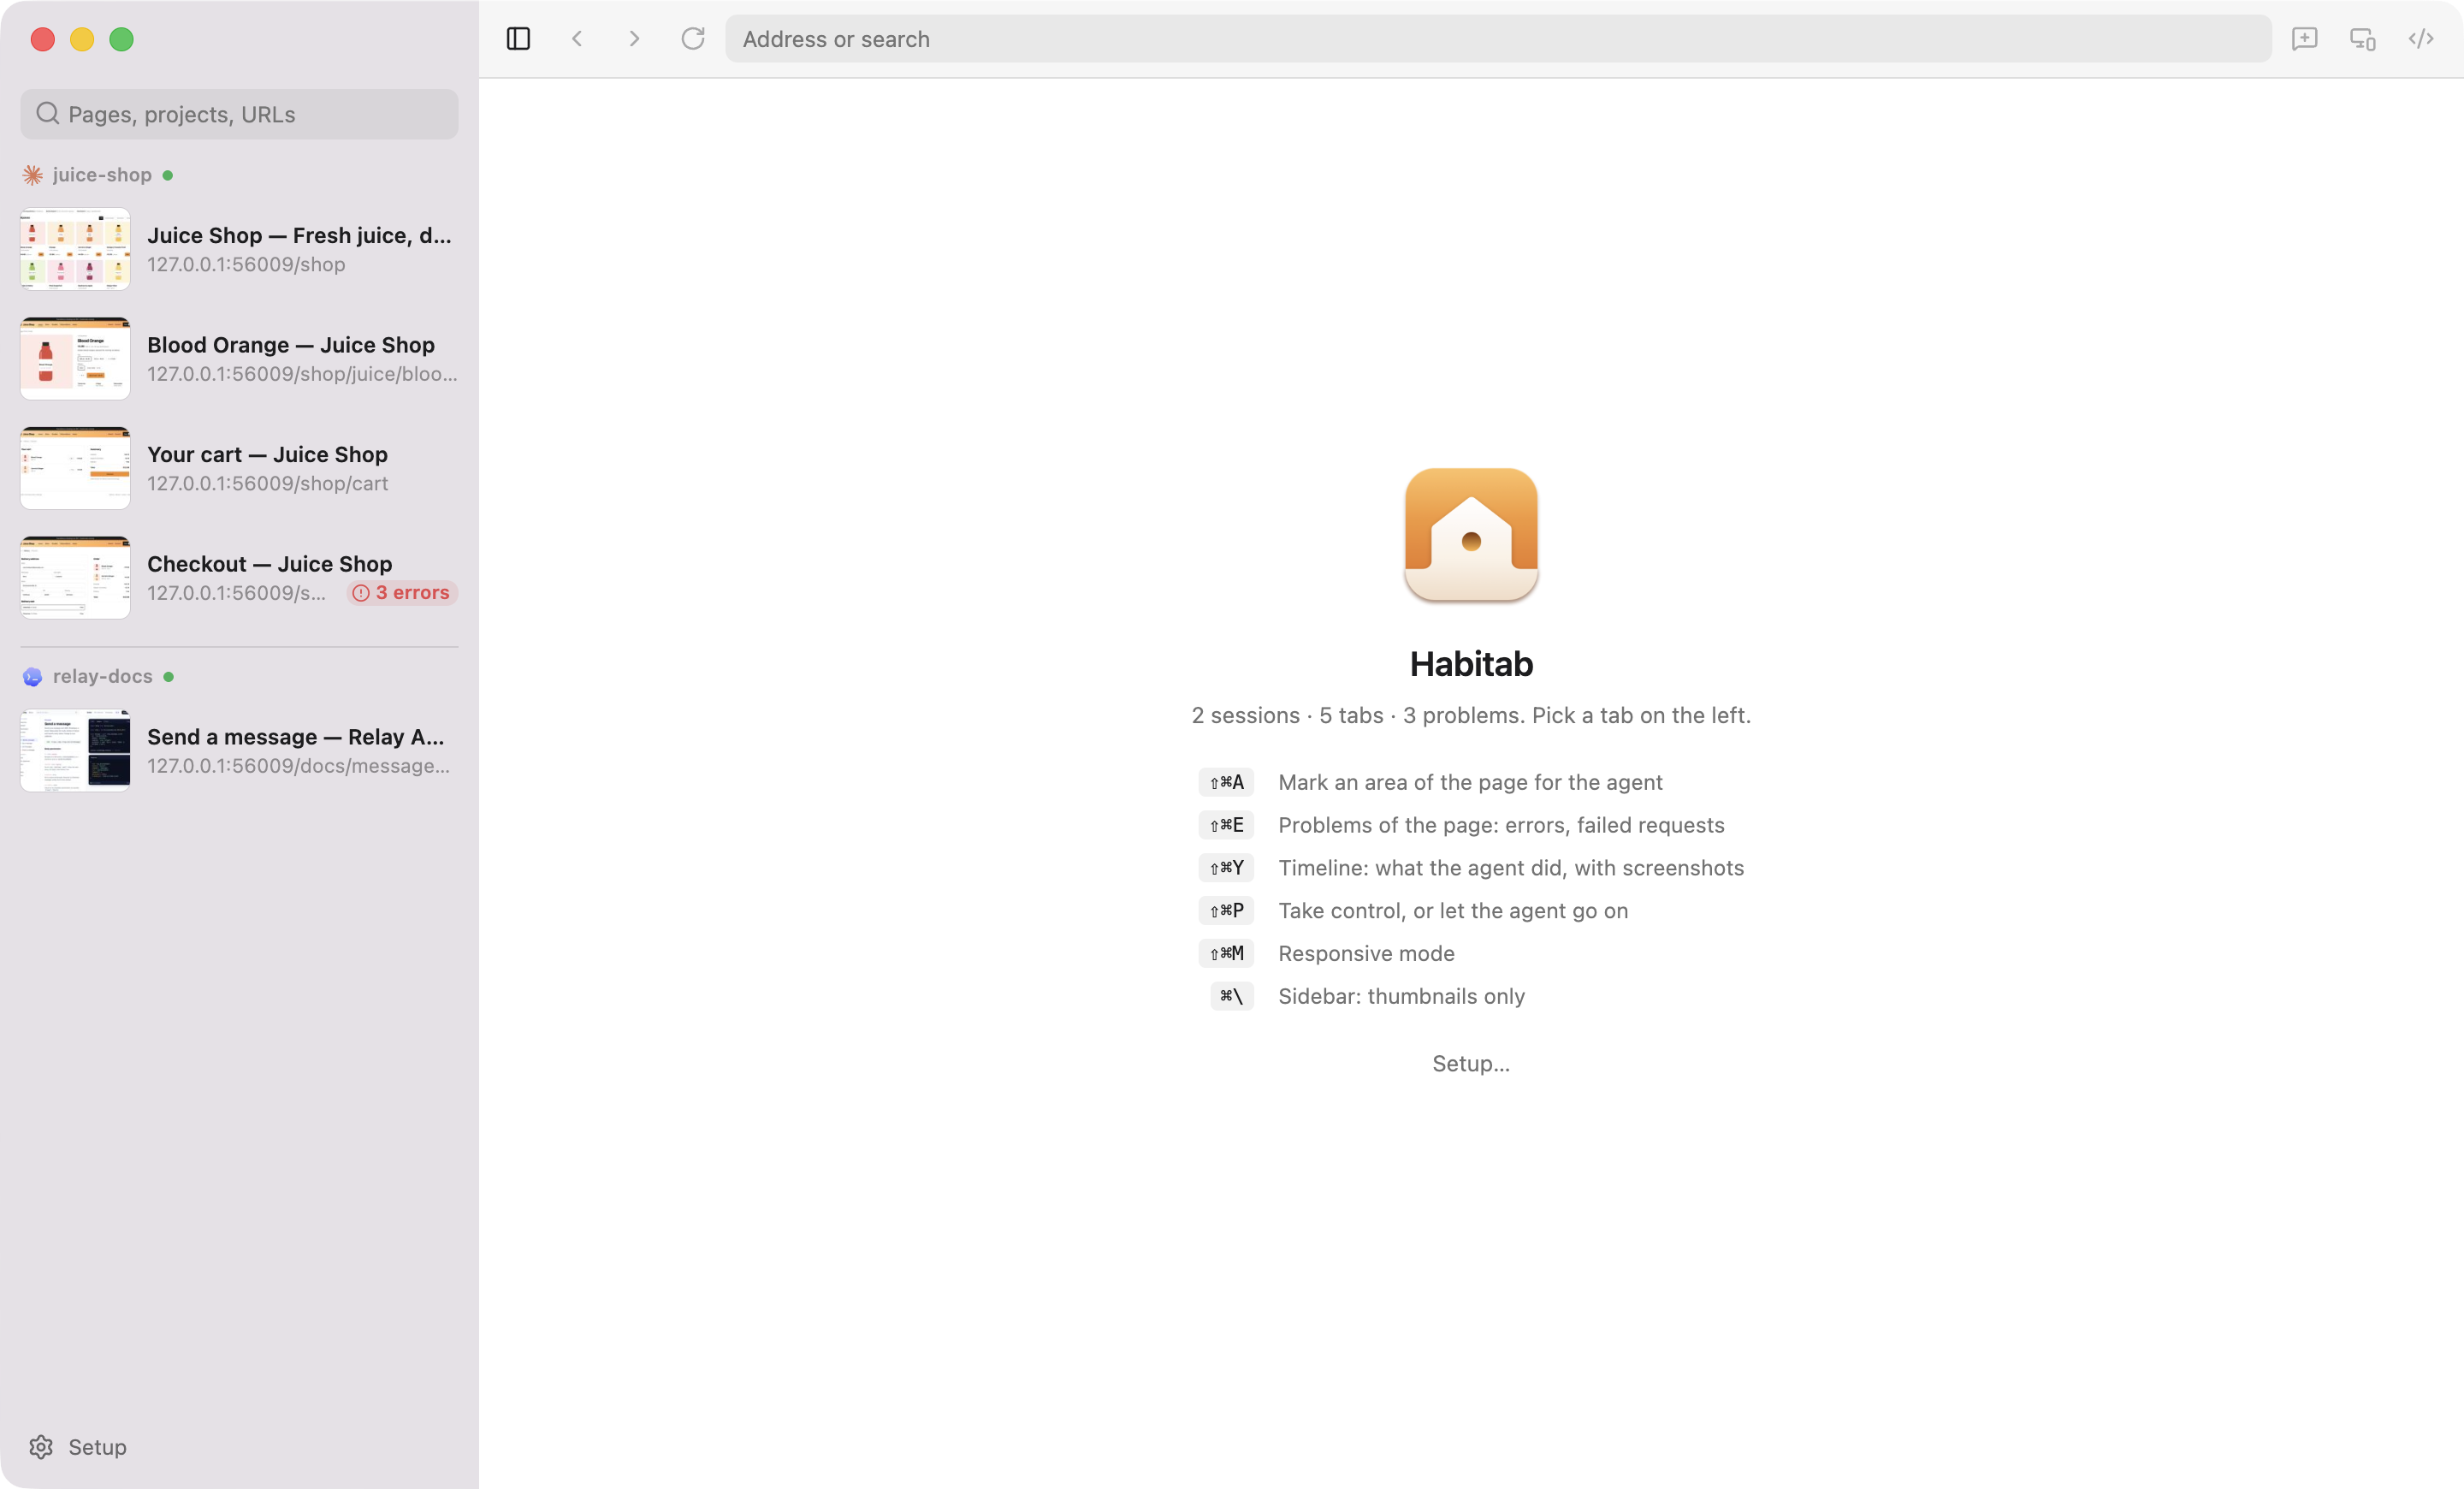 Address or search
Pages, projects, URLs
juice-shop
Juice Shop — Fresh juice, d...
127.0.0.1:56009/shop
Blood Orange — Juice Shop
127.0.0.1:56009/shop/juice/bloo...
Your cart — Juice Shop
127.0.0.1:56009/shop/cart
Checkout — Juice Shop
127.0.0.1:56009/s...
3 errors
relay-docs
Send a message — Relay A...
127.0.0.1:56009/docs/message...
Setup
Habitab
2 sessions · 5 tabs · 3 problems. Pick a tab on the left.
⇧⌘A Mark an area of the page for the agent
⇧⌘E Problems of the page: errors, failed requests
⇧⌘Y Timeline: what the agent did, with screenshots
⇧⌘P Take control, or let the agent go on
⇧⌘M Responsive mode
⌘\ Sidebar: thumbnails only
Setup...